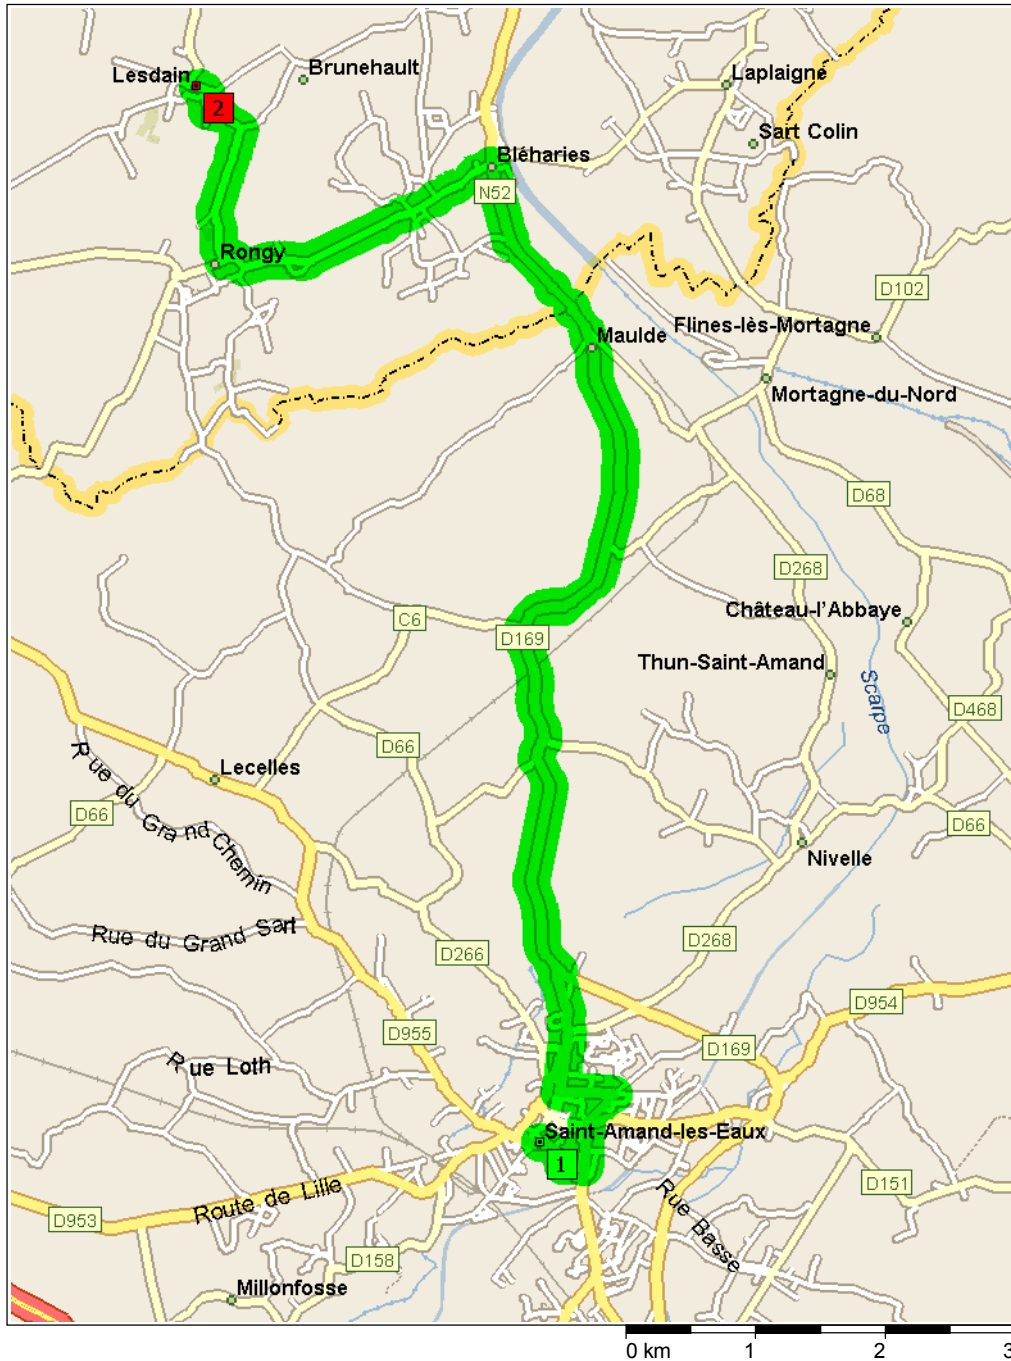 Lesdain
Brunehault
Laplaigne
2
Sart Colin
Bléharies
N52
Rongy
D102
Flines-lès-Mortagne
Maulde
Mortagne-du-Nord
D68
D268
Château-l'Abbaye
C6
D169
Thun-Saint-Amand
Scarpe
D468
D66
Lecelles
Rue du Grand Chemin
D66
D66
Nivelle
Rue du Grand Sart
D268
D266
D954
D955
D169
Rue Loth
Saint-Amand-les-Eaux
1
D151
Route de Lille
Rue Basse
D953
D158
Millonfosse
0 km 1 2 3